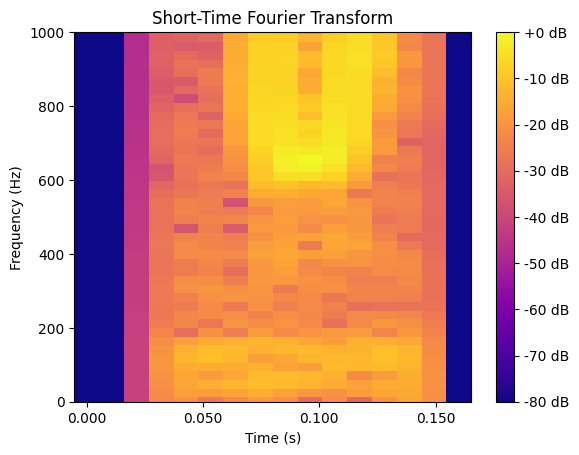 Short-Time Fourier Transform
1000
800
600
400
200
0
Frequency (Hz)
0.000
0.050
0.100
0.150
Time (s)
+0 dB
-10 dB
-20 dB
-30 dB
-40 dB
-50 dB
-60 dB
-70 dB
-80 dB